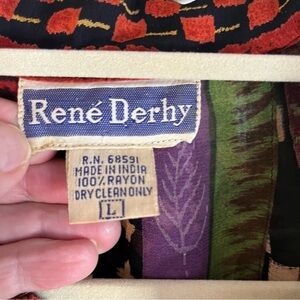 René Derhy
R.N. 68591
MADE IN INDIA
100% RAYON
DRY CLEAN ONLY
L